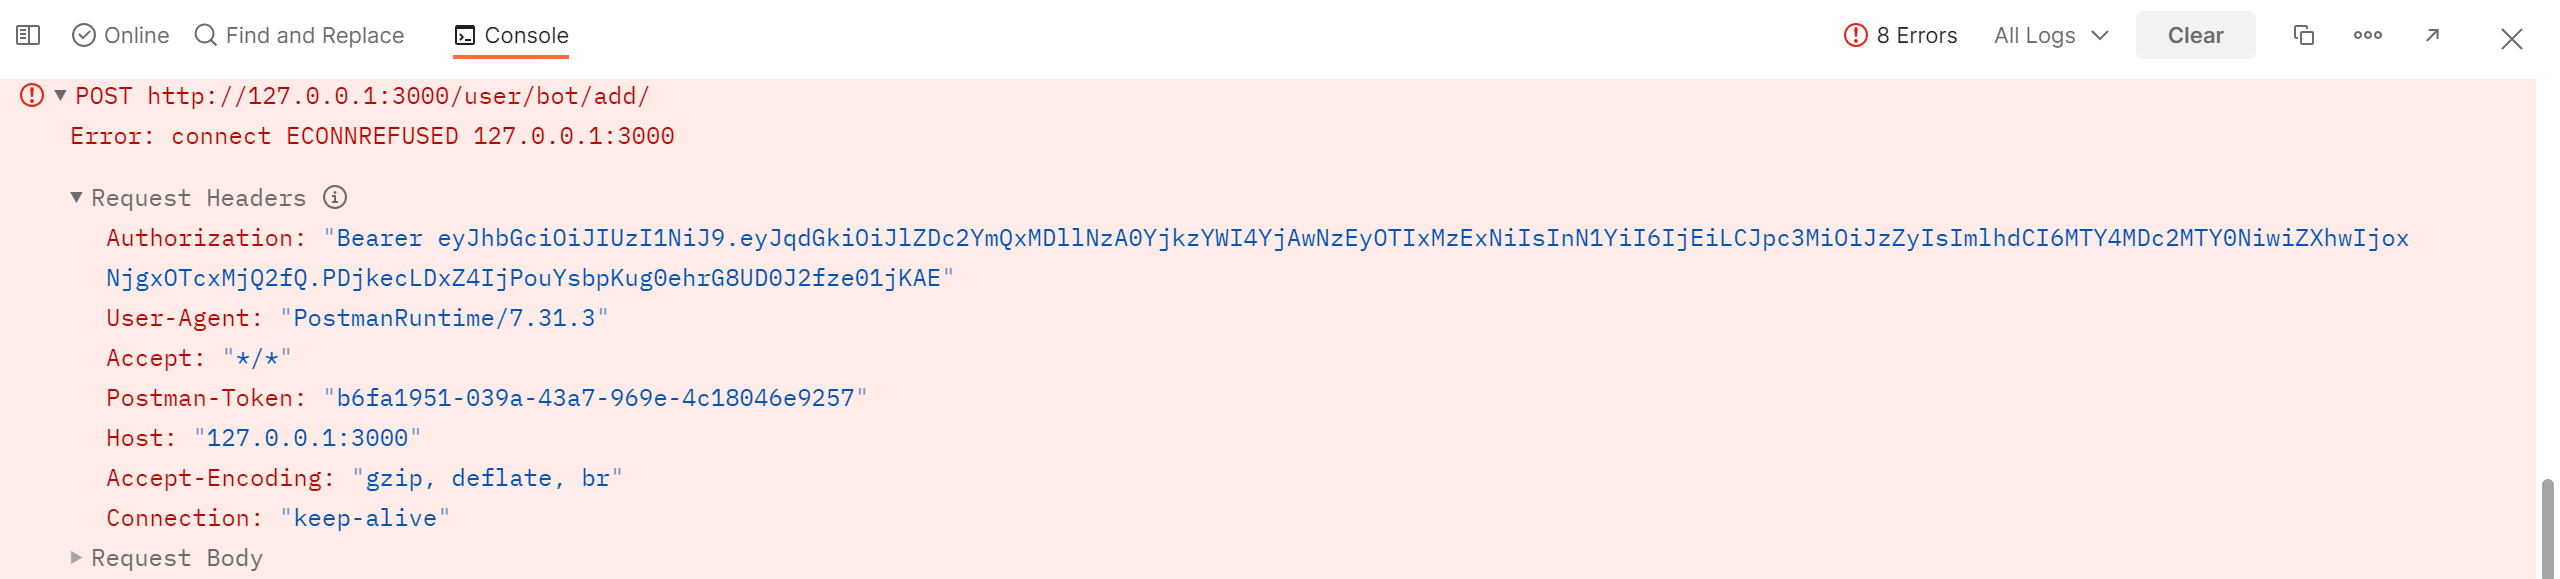 Online Find and Replace Console 8 Errors All Logs Clear
POST http://127.0.0.1:3000/user/bot/add/
Error: connect ECONNREFUSED 127.0.0.1:3000
Request Headers
Authorization: "Bearer eyJhbGciOiJIUzI1NiJ9.eyJqdGkiOiJlZDc2YmQxMDllNzA0YjkzYWI4YjAwNzEyOTIxMzExNiIsInN1YiI6IjEiLCJpc3MiOiJzZyIsImlhdCI6MTY4MDc2MTY0NiwiZXhwIjox
NjgxOTcxMjQ2fQ.PDjkecLDxZ4IjPouYsbpKug0ehrG8UD0J2fze01jKAE"
User-Agent: "PostmanRuntime/7.31.3"
Accept: "*/*"
Postman-Token: "b6fa1951-039a-43a7-969e-4c18046e9257"
Host: "127.0.0.1:3000"
Accept-Encoding: "gzip, deflate, br"
Connection: "keep-alive"
Request Body